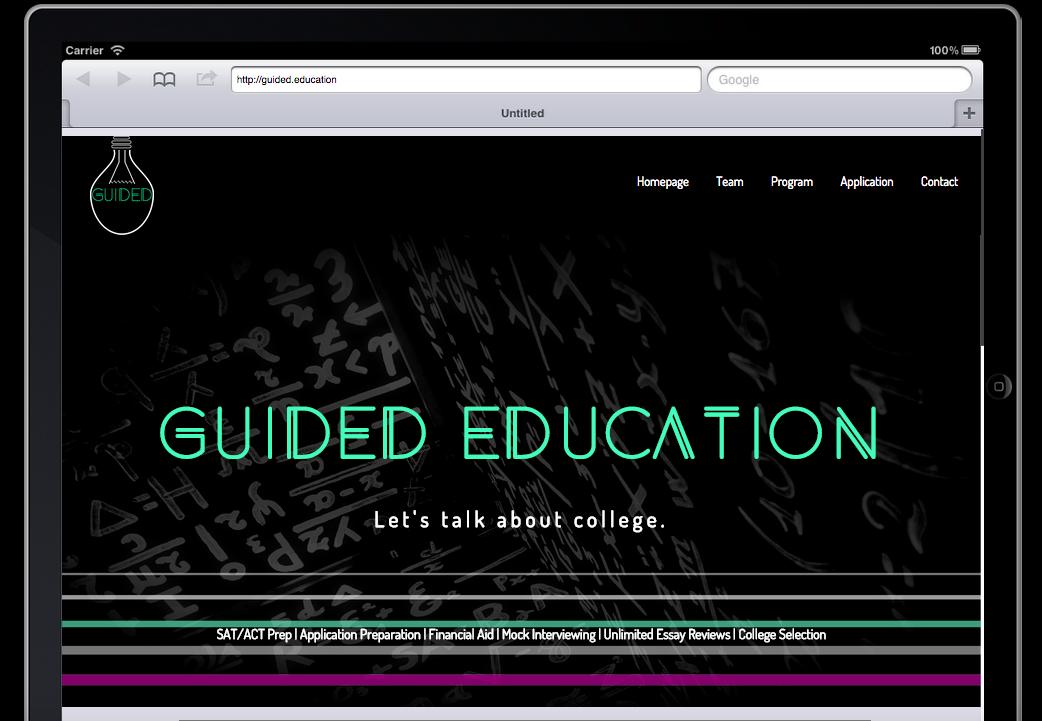 Carrier 100%
http://guided.education Google
Untitled
GUIDED
Homepage Team Program Application Contact
GUIDED EDUCATION
Let's talk about college.
SAT/ACT Prep | Application Preparation | Financial Aid | Mock Interviewing | Unlimited Essay Reviews | College Selection